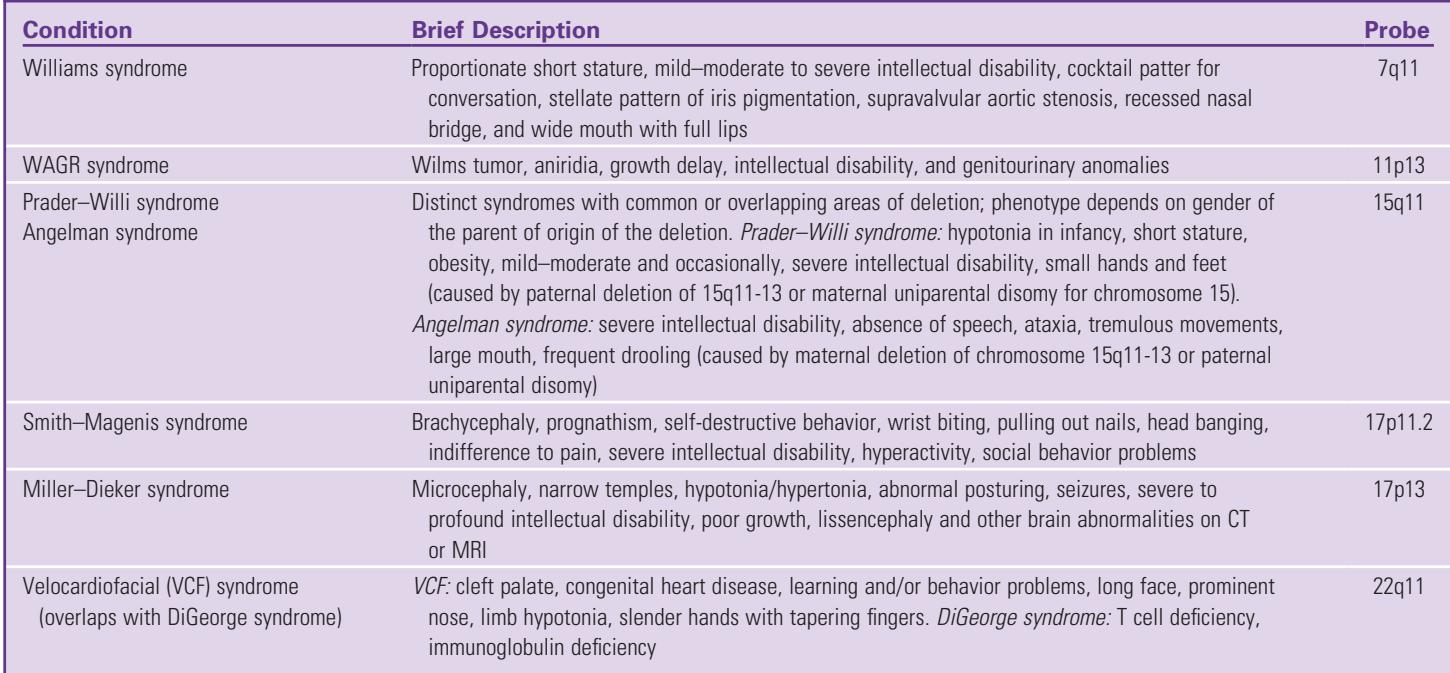 Condition Brief Description Probe
Williams syndrome Proportionate short stature, mild–moderate to severe intellectual disability, cocktail patter for 7q11
conversation, stellate pattern of iris pigmentation, supravalvular aortic stenosis, recessed nasal
bridge, and wide mouth with full lips
WAGR syndrome Wilms tumor, aniridia, growth delay, intellectual disability, and genitourinary anomalies 11p13
Prader–Willi syndrome Distinct syndromes with common or overlapping areas of deletion; phenotype depends on gender of 15q11
Angelman syndrome the parent of origin of the deletion. Prader–Willi syndrome: hypotonia in infancy, short stature,
obesity, mild–moderate and occasionally, severe intellectual disability, small hands and feet
(caused by paternal deletion of 15q11-13 or maternal uniparental disomy for chromosome 15).
Angelman syndrome: severe intellectual disability, absence of speech, ataxia, tremulous movements,
large mouth, frequent drooling (caused by maternal deletion of chromosome 15q11-13 or paternal
uniparental disomy)
Smith–Magenis syndrome Brachycephaly, prognathism, self-destructive behavior, wrist biting, pulling out nails, head banging, 17p11.2
indifference to pain, severe intellectual disability, hyperactivity, social behavior problems
Miller–Dieker syndrome Microcephaly, narrow temples, hypotonia/hypertonia, abnormal posturing, seizures, severe to 17p13
profound intellectual disability, poor growth, lissencephaly and other brain abnormalities on CT
or MRI
Velocardiofacial (VCF) syndrome VCF: cleft palate, congenital heart disease, learning and/or behavior problems, long face, prominent 22q11
(overlaps with DiGeorge syndrome) nose, limb hypotonia, slender hands with tapering fingers. DiGeorge syndrome: T cell deficiency,
immunoglobulin deficiency